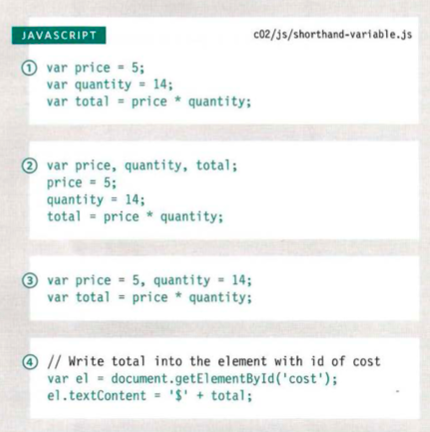 JAVASCRIPT c02/js/shorthand-variable.js
① var price = 5;
var quantity = 14;
var total = price * quantity;
② var price, quantity, total;
price = 5;
quantity = 14;
total = price * quantity;
③ var price = 5, quantity = 14;
var total = price * quantity;
④ // Write total into the element with id of cost
var el = document.getElementById('cost');
el.textContent = '$' + total;